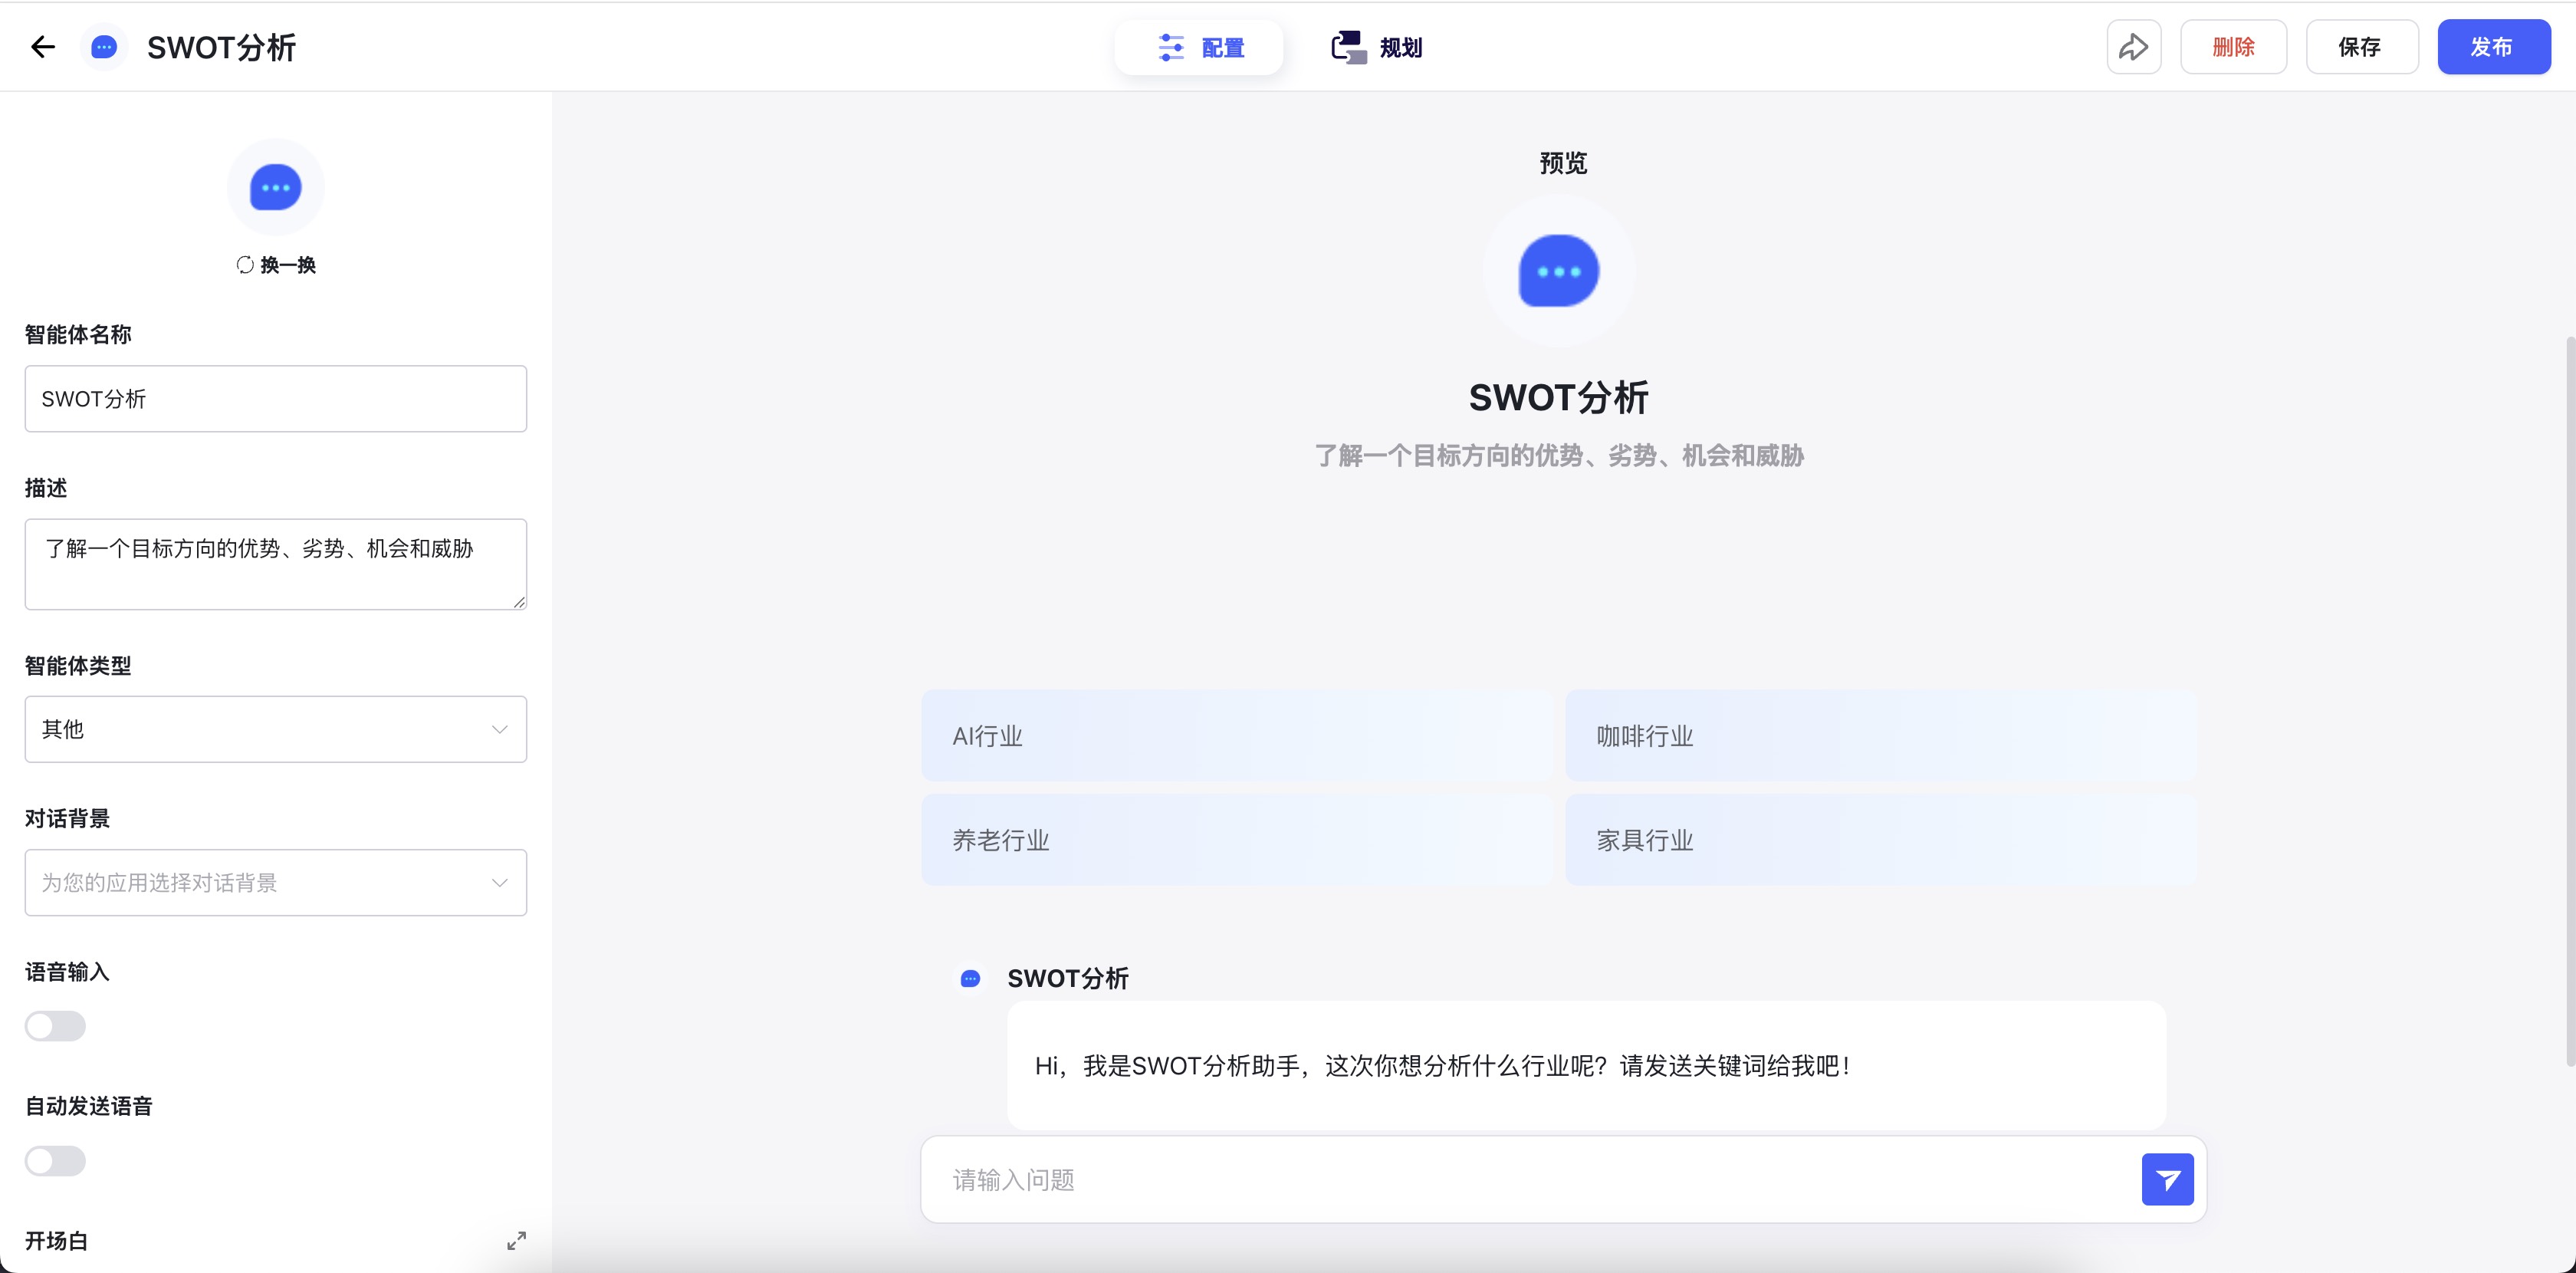 SWOT分析
配置
规划
删除
保存
发布
换一换
智能体名称
SWOT分析
描述
了解一个目标方向的优势、劣势、机会和威胁
智能体类型
其他
对话背景
为您的应用选择对话背景
语音输入
自动发送语音
开场白
预览
SWOT分析
了解一个目标方向的优势、劣势、机会和威胁
AI行业
咖啡行业
养老行业
家具行业
SWOT分析
Hi，我是SWOT分析助手，这次你想分析什么行业呢？请发送关键词给我吧！
请输入问题